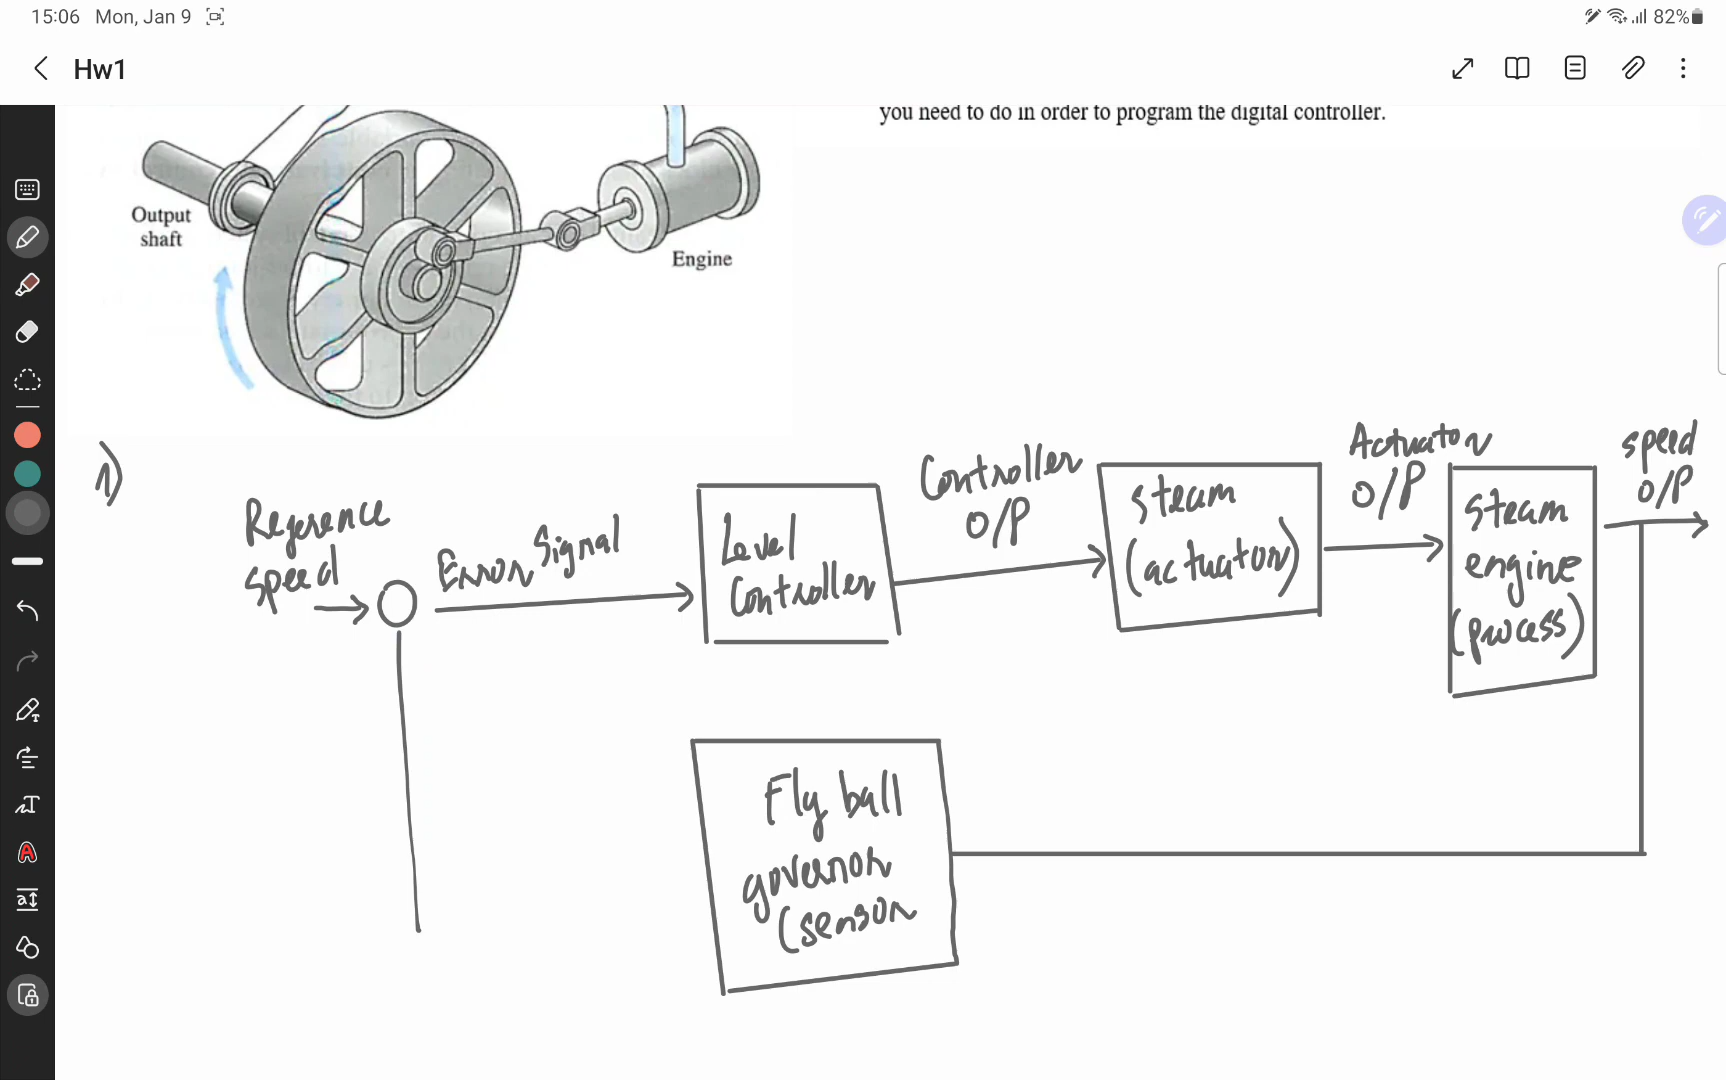 15:06 Mon, Jan 9
82%
Hw1
you need to do in order to program the digital controller.
Output
shaft
Engine
1)
Reference
speed
Error Signal
Level
Controller
Controller
O/P
steam
(actuator)
Actuator
O/P
steam
engine
(process)
speed
O/P
Fly ball
governor
(sensor